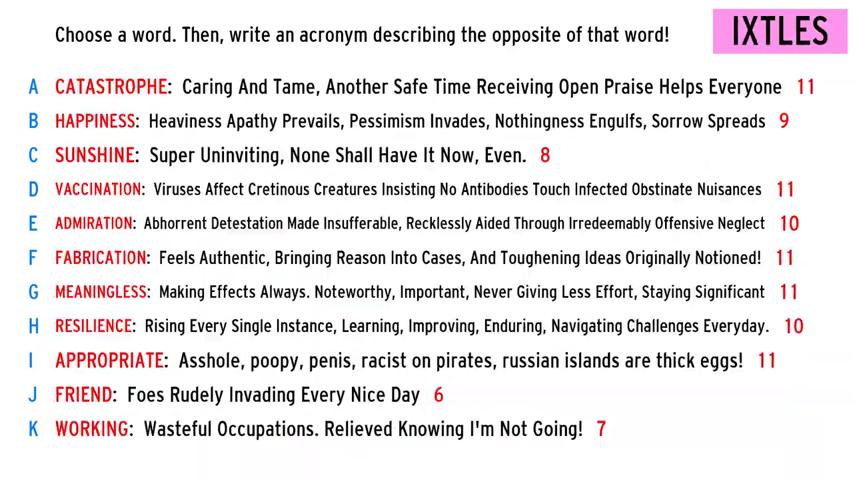 Choose a word. Then, write an acronym describing the opposite of that word!
IXTLES
A CATASTROPHE: Caring And Tame, Another Safe Time Receiving Open Praise Helps Everyone 11
B HAPPINESS: Heaviness Apathy Prevails, Pessimism Invades, Nothingness Engulfs, Sorrow Spreads 9
C SUNSHINE: Super Uninviting, None Shall Have It Now, Even. 8
D VACCINATION: Viruses Affect Cretinous Creatures Insisting No Antibodies Touch Infected Obstinate Nuisances 11
E ADMIRATION: Abhorrent Detestation Made Insufferable, Recklessly Aided Through Irredeemably Offensive Neglect 10
F FABRICATION: Feels Authentic, Bringing Reason Into Cases, And Toughening Ideas Originally Notioned! 11
G MEANINGLESS: Making Effects Always. Noteworthy, Important, Never Giving Less Effort, Staying Significant 11
H RESILIENCE: Rising Every Single Instance, Learning, Improving, Enduring, Navigating Challenges Everyday. 10
I APPROPRIATE: Asshole, poopy, penis, racist on pirates, russian islands are thick eggs! 11
J FRIEND: Foes Rudely Invading Every Nice Day 6
K WORKING: Wasteful Occupations. Relieved Knowing I'm Not Going! 7